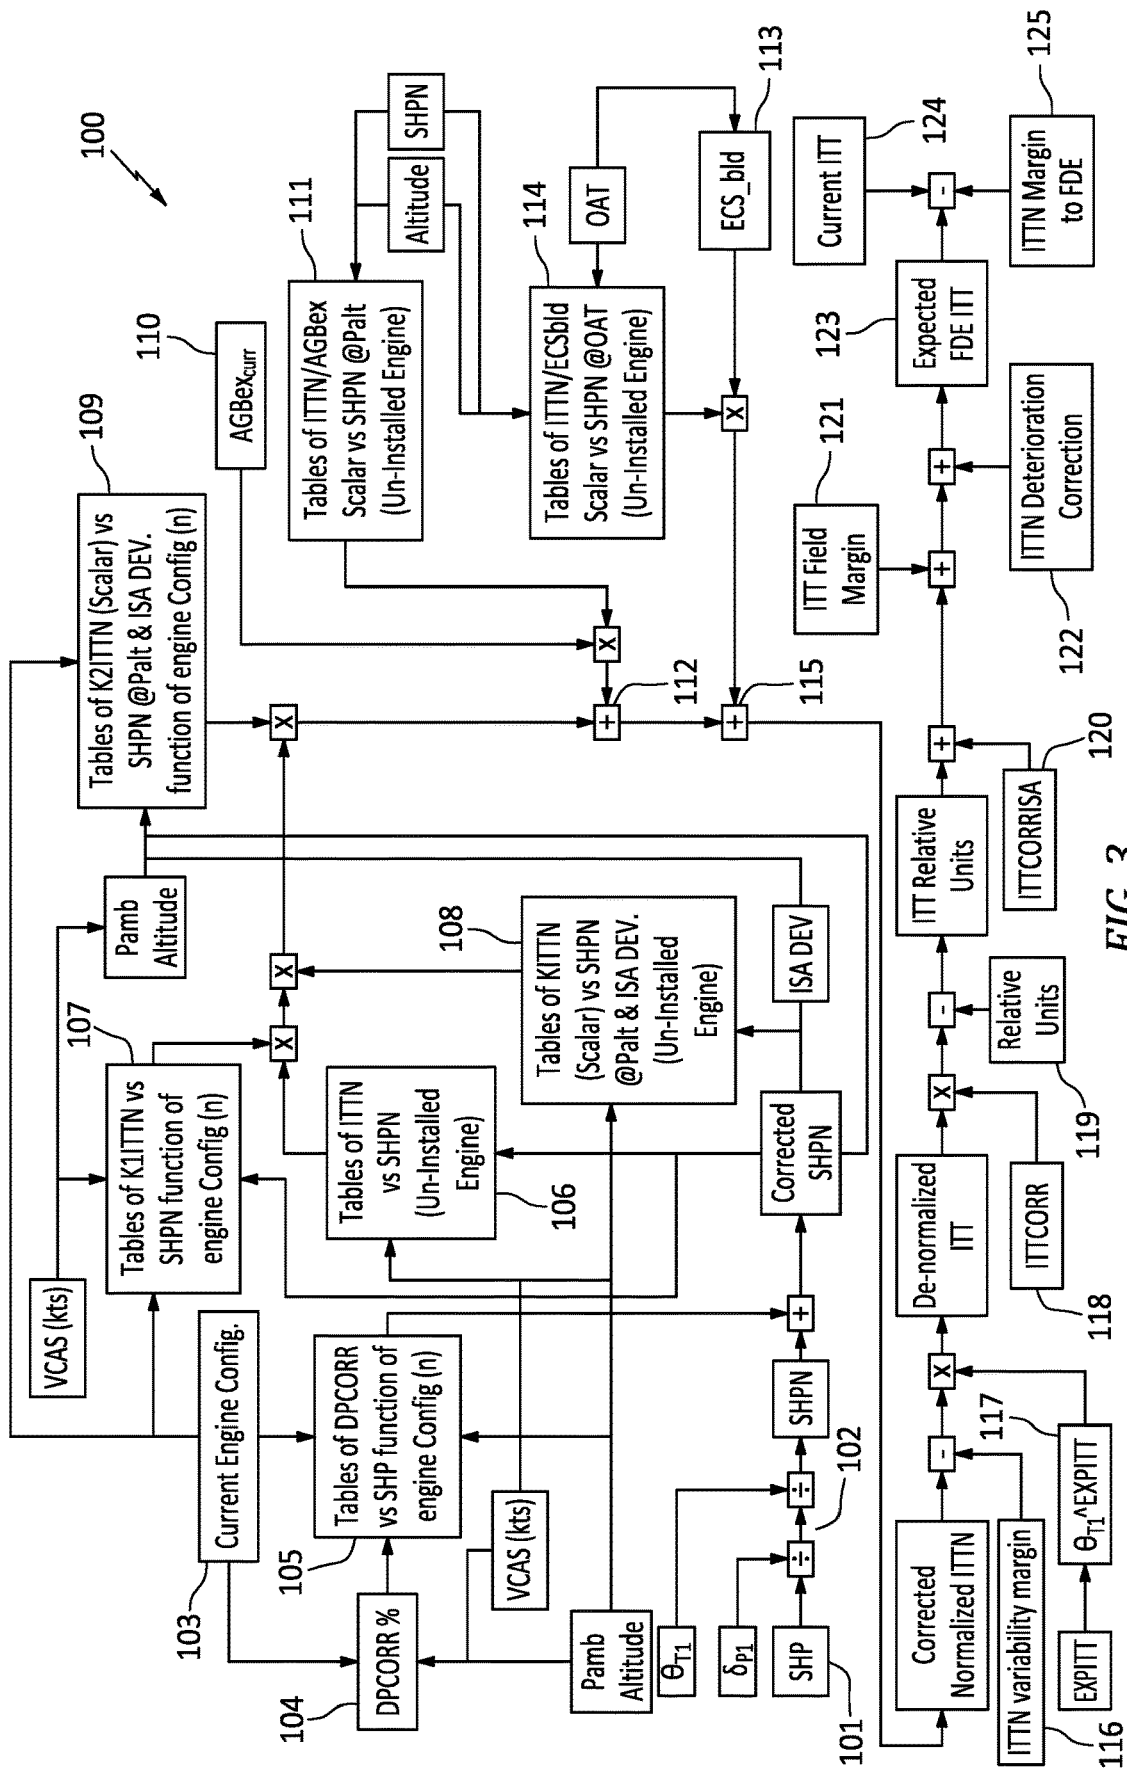 100
103
Current Engine Config.
VCAS (kts)
107
Tables of K1ITTN vs
SHPN function of
engine Config (n)
Pamb
Altitude
109
Tables of K2ITTN (Scalar) vs
SHPN @Palt & ISA DEV.
function of engine Config (n)
110
AGBexcurr
111
Tables of ITTN/AGBex
Scalar vs SHPN @Palt
(Un-Installed Engine)
Altitude
SHPN
104
DPCORR %
105
Tables of DPCORR
vs SHP function of
engine Config (n)
VCAS (kts)
106
Tables of ITTN
vs SHPN
(Un-Installed
Engine)
108
Tables of KITTN
(Scalar) vs SHPN
@Palt & ISA DEV.
(Un-Installed
Engine)
X
X
X
X
+
112
114
Tables of ITTN/ECSbld
Scalar vs SHPN @OAT
(Un-Installed Engine)
OAT
113
ECS_bld
X
+
115
Pamb
Altitude
θT1
δP1
101
SHP
÷
102
÷
SHPN
+
Corrected
SHPN
ISA DEV
Corrected
Normalized ITTN
-
X
De-normalized
ITT
X
-
ITT Relative
Units
+
+
+
Expected
FDE ITT
-
116
ITTN variability margin
EXPITT
117
θT1^EXPITT
118
ITTCORR
119
Relative
Units
120
ITTCORRISA
121
ITT Field
Margin
122
ITTN Deterioration
Correction
123
124
Current ITT
125
ITTN Margin
to FDE
FIG. 3